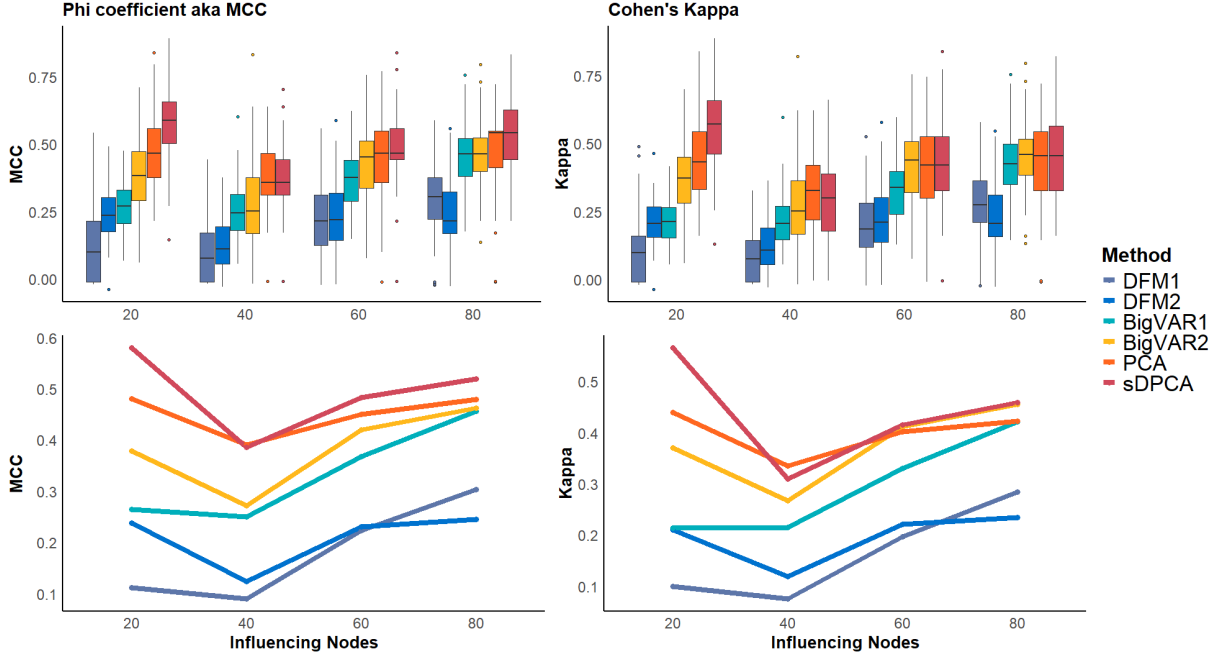 Phi coefficient aka MCC
MCC
0.75
0.50
0.25
0.00
20 40 60 80
Cohen's Kappa
Kappa
0.75
0.50
0.25
0.00
20 40 60 80
MCC
0.6
0.5
0.4
0.3
0.2
0.1
20 40 60 80
Influencing Nodes
Kappa
0.5
0.4
0.3
0.2
0.1
20 40 60 80
Influencing Nodes
Method
DFM1
DFM2
BigVAR1
BigVAR2
PCA
sDPCA